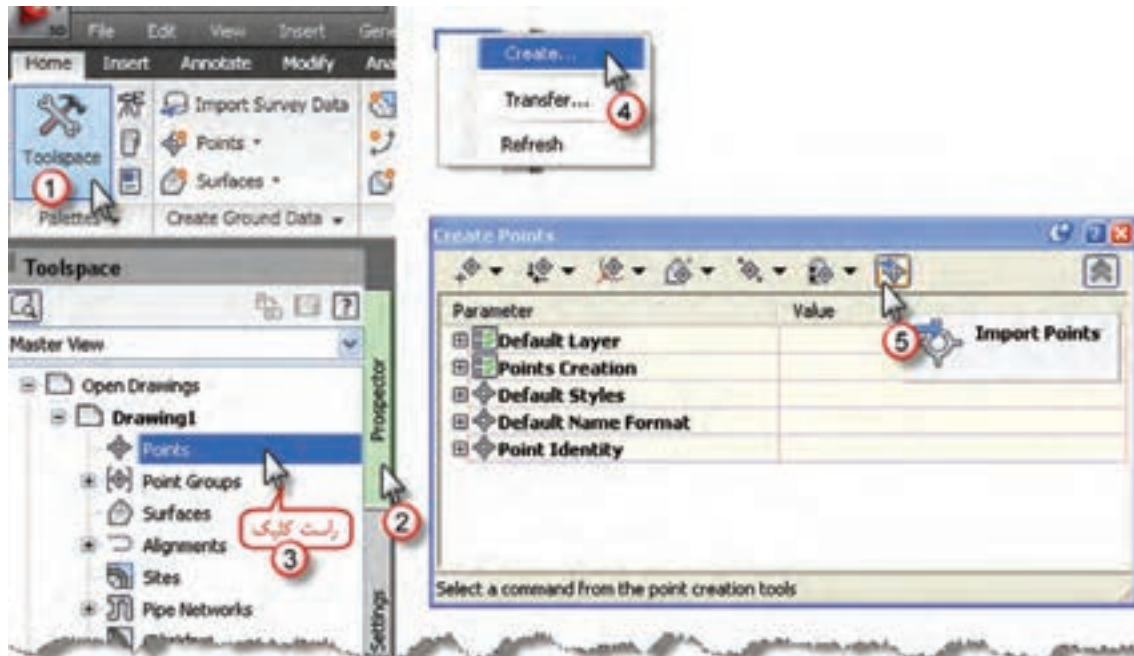 File Edit View Insert Gene
Home Insert Annotate Modify Ana
Toolspace
Import Survey Data
Points
Surfaces
1
Palettes
Create Ground Data
Toolspace
Master View
Open Drawings
Drawing1
Points
Point Groups
Surfaces
Alignments
Sites
Pipe Networks
Prospector
Settings
2
راست کلیک
3
Create...
Transfer...
Refresh
4
Create Points
Parameter Value
Default Layer
Points Creation
Default Styles
Default Name Format
Point Identity
5
Import Points
Select a command from the point creation tools